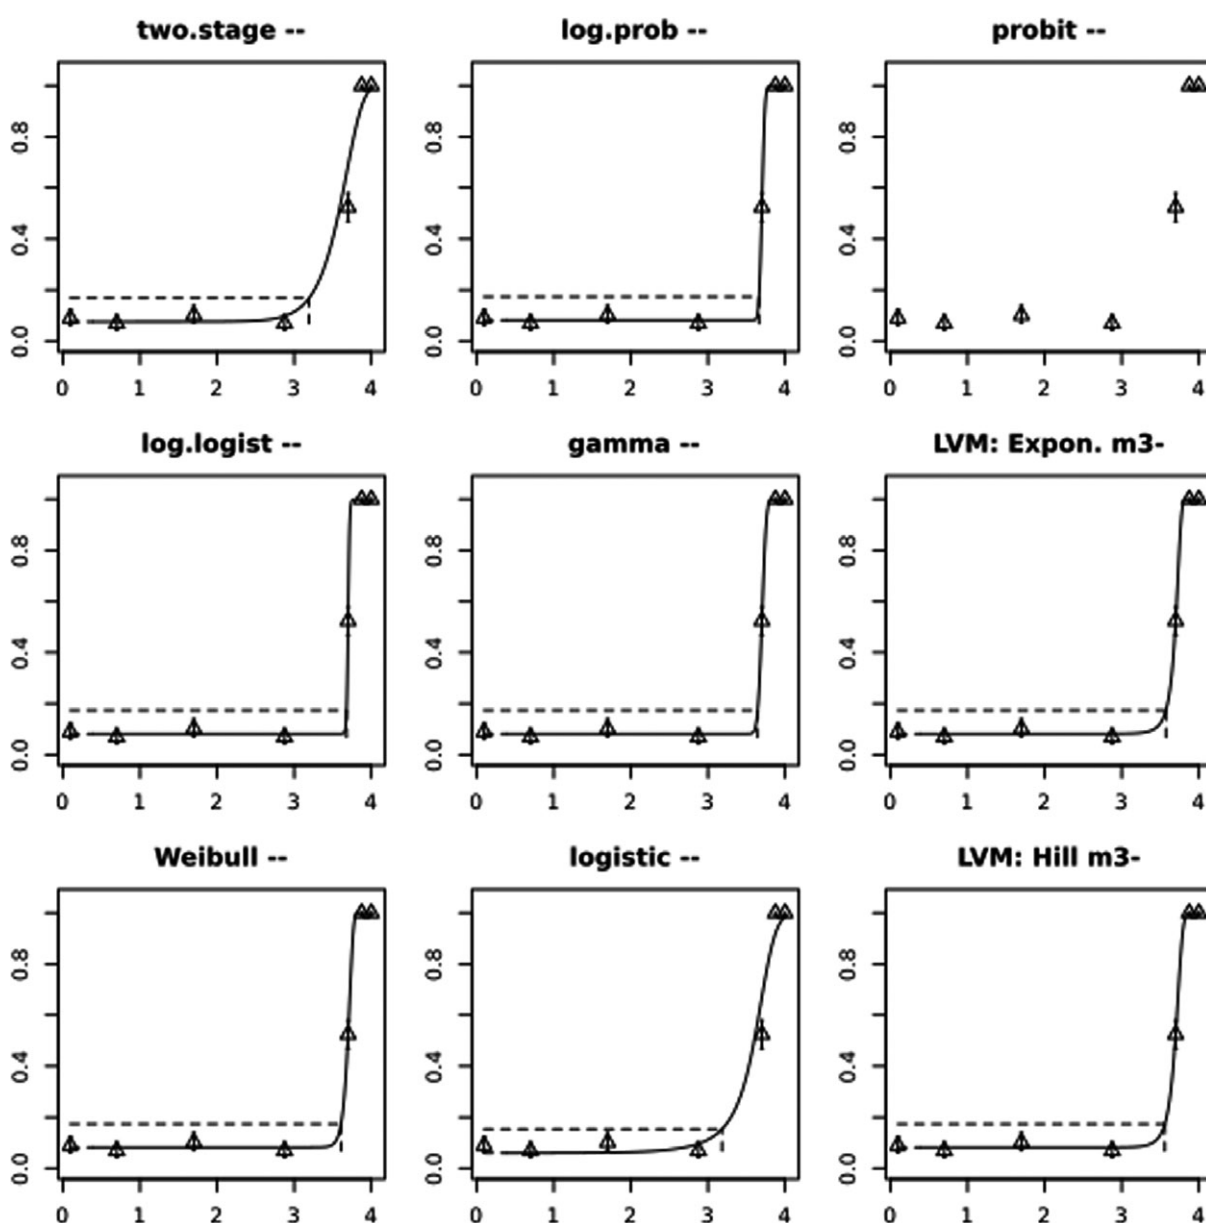 two.stage -- log.prob -- probit --
0.8 0.8 0.8
0.4 0.4 0.4
0.0 0.0 0.0
0 1 2 3 4 0 1 2 3 4 0 1 2 3 4
log.logist -- gamma -- LVM: Expon. m3-
0.8 0.8 0.8
0.4 0.4 0.4
0.0 0.0 0.0
0 1 2 3 4 0 1 2 3 4 0 1 2 3 4
Weibull -- logistic -- LVM: Hill m3-
0.8 0.8 0.8
0.4 0.4 0.4
0.0 0.0 0.0
0 1 2 3 4 0 1 2 3 4 0 1 2 3 4